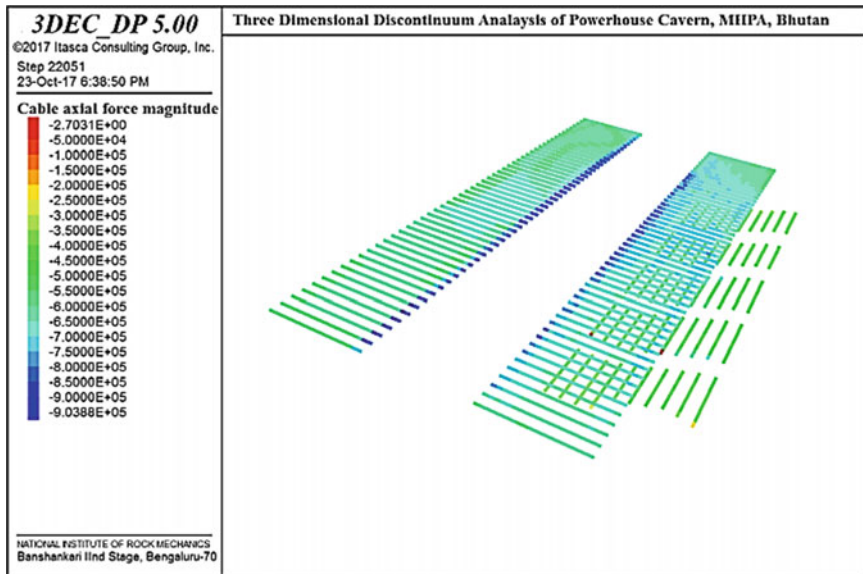 3DEC_DP 5.00
©2017 Itasca Consulting Group, Inc.
Step 22051
23-Oct-17 6:38:50 PM
Cable axial force magnitude
-2.7031E+00
-5.0000E+04
-1.0000E+05
-1.5000E+05
-2.0000E+05
-2.5000E+05
-3.0000E+05
-3.5000E+05
-4.0000E+05
-4.5000E+05
-5.0000E+05
-5.5000E+05
-6.0000E+05
-6.5000E+05
-7.0000E+05
-7.5000E+05
-8.0000E+05
-8.5000E+05
-9.0000E+05
-9.0388E+05
NATIONAL INSTITUTE OF ROCK MECHANICS
Banshankari IInd Stage, Bengaluru-70
Three Dimensional Discontinuum Analaysis of Powerhouse Cavern, MHPA, Bhutan